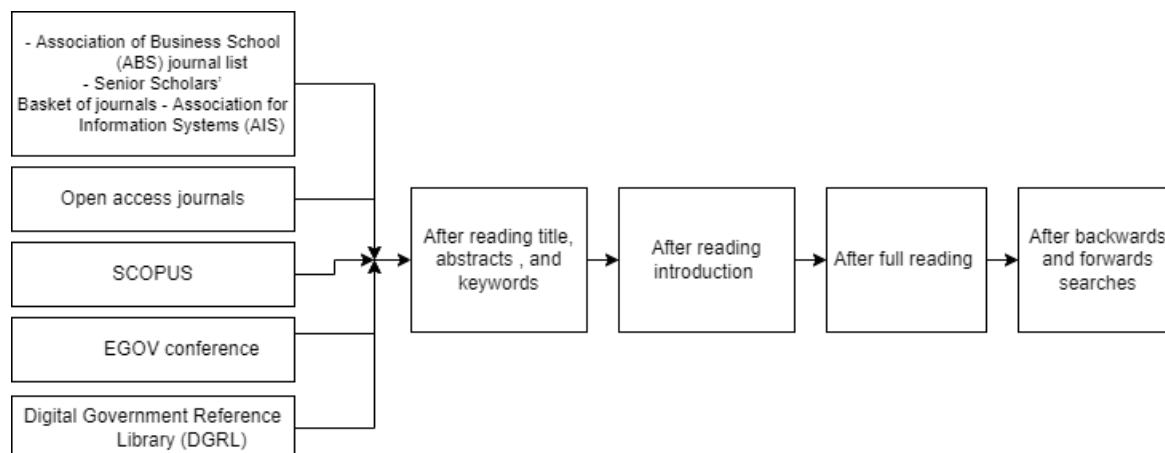 - Association of Business School
(ABS) journal list
- Senior Scholars'
Basket of journals - Association for
Information Systems (AIS)
Open access journals
SCOPUS
EGOV conference
Digital Government Reference
Library (DGRL)
After reading title,
abstracts , and
keywords
After reading
introduction
After full reading
After backwards
and forwards
searches